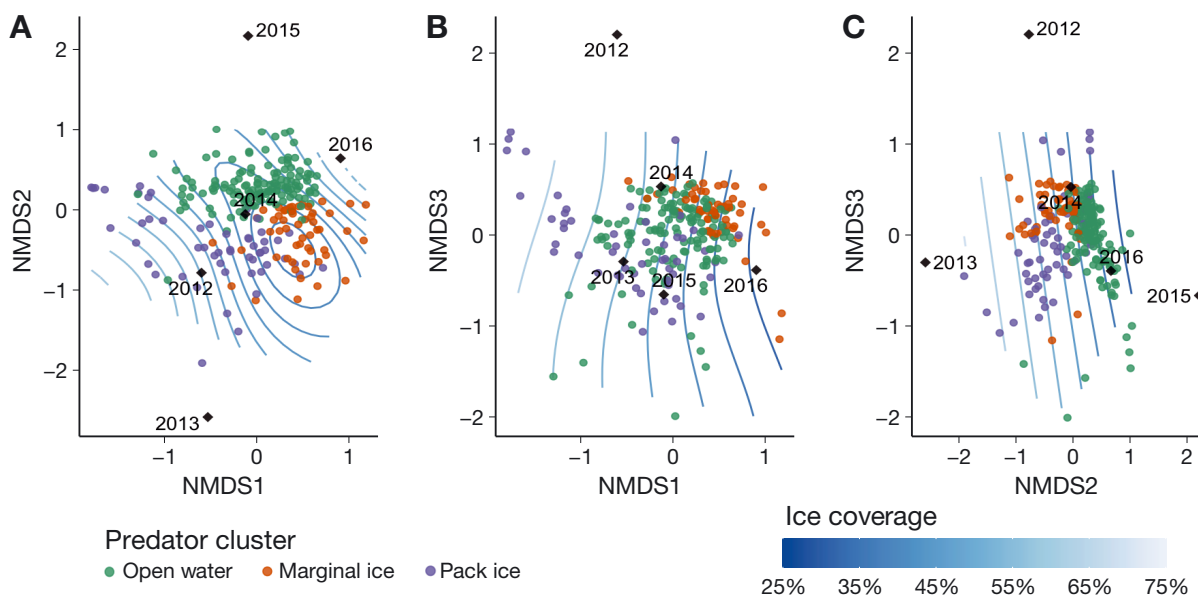 A
B
C
2
1
0
−1
−2
NMDS2
−1
0
1
NMDS1
2015
2016
2014
2012
2013
2
1
0
−1
−2
NMDS3
−1
0
1
NMDS1
2012
2014
2013
2015
2016
2
1
0
−1
−2
NMDS3
−2
−1
0
1
2
NMDS2
2012
2014
2013
2016
2015
Predator cluster
Open water
Marginal ice
Pack ice
Ice coverage
25% 35% 45% 55% 65% 75%